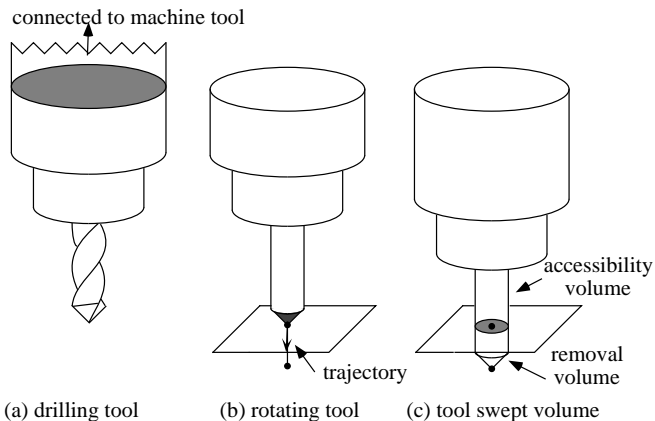 connected to machine tool
accessibility
volume
removal
volume
trajectory
(a) drilling tool
(b) rotating tool
(c) tool swept volume